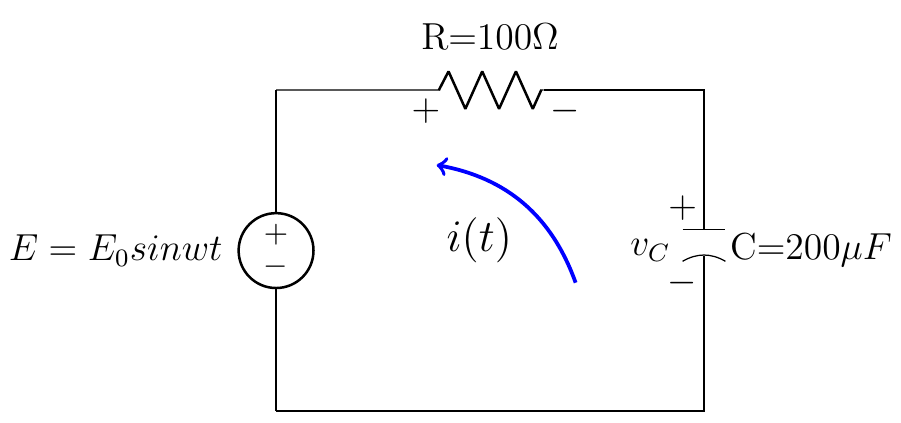 R=100Ω
+ −
i(t)
E = E₀sinwt
+
−
+
v_C
−
C=200μF